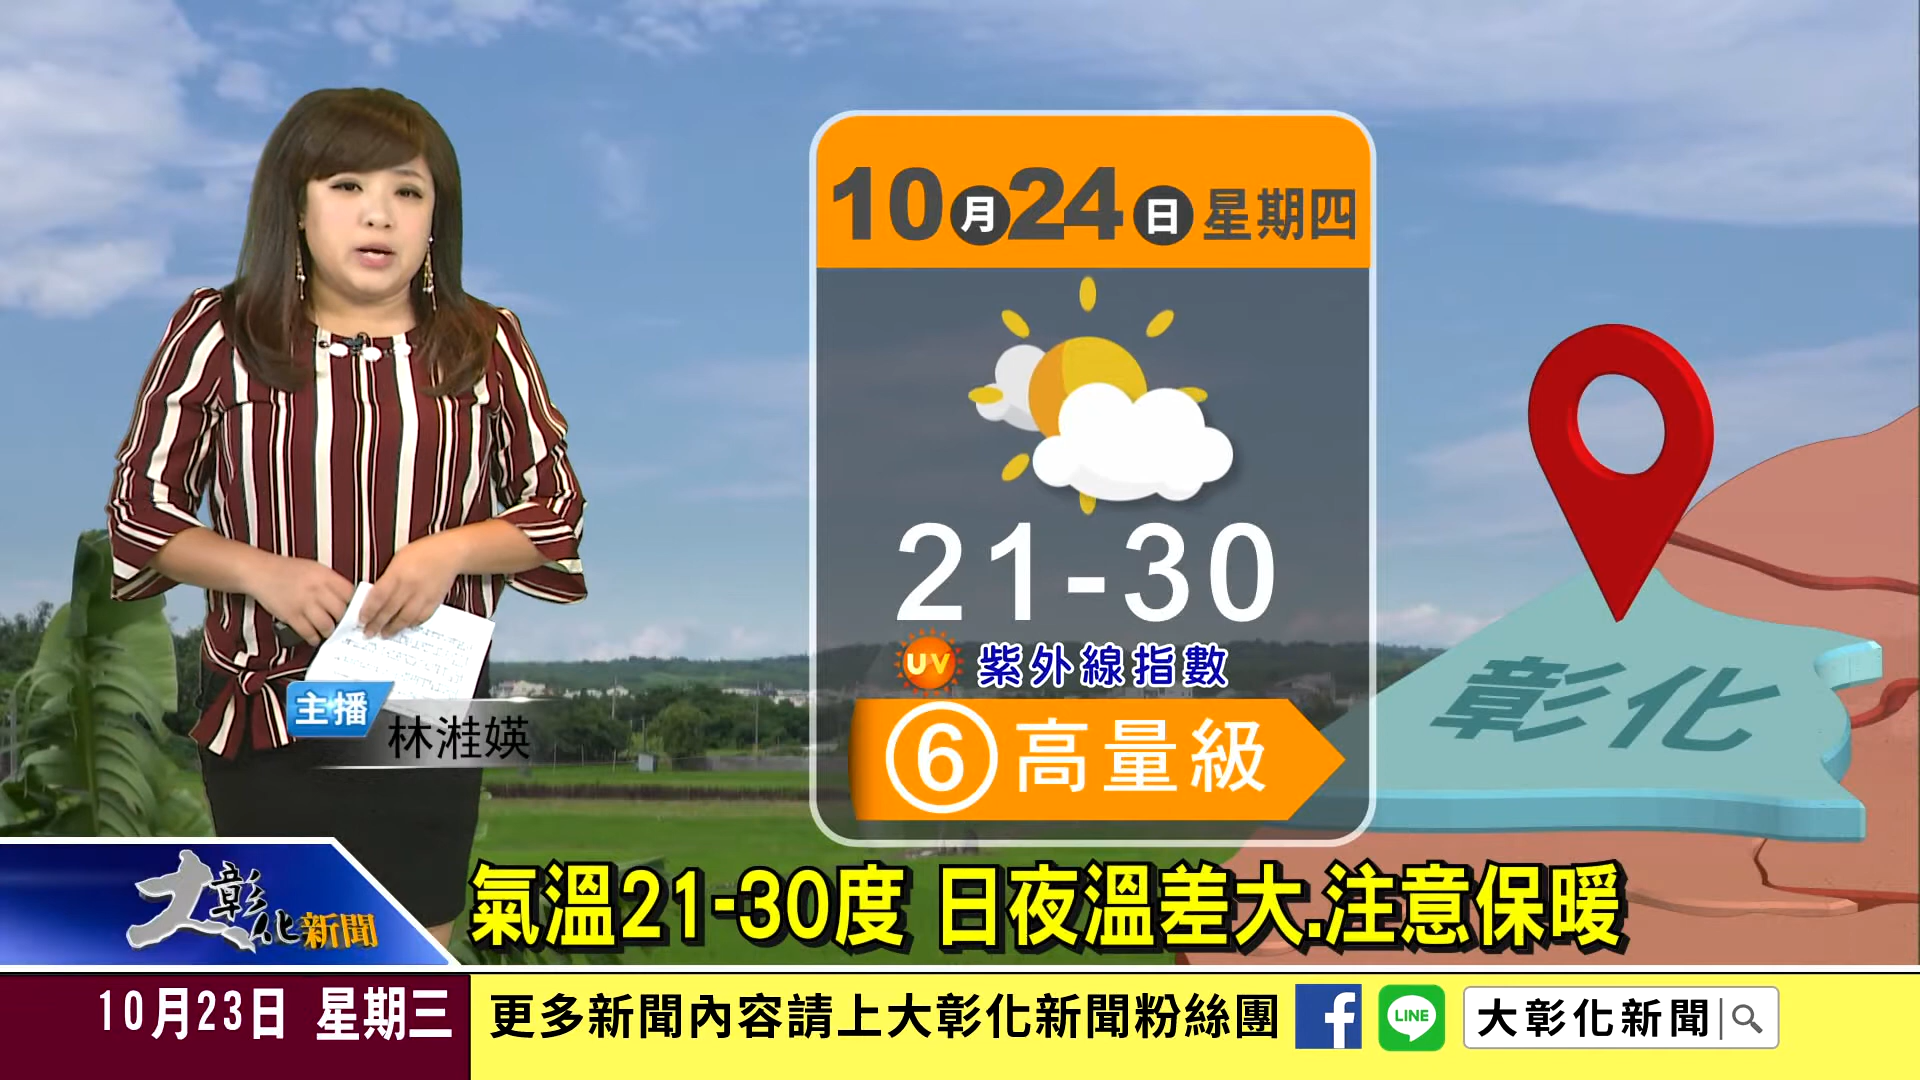 10月24日 星期四
21-30
UV 紫外線指數
6 高量級
彰化
主播
林溎媖
大彰化新聞
氣溫21-30度 日夜溫差大.注意保暖
10月23日 星期三
更多新聞內容請上大彰化新聞粉絲團
f
LINE
大彰化新聞